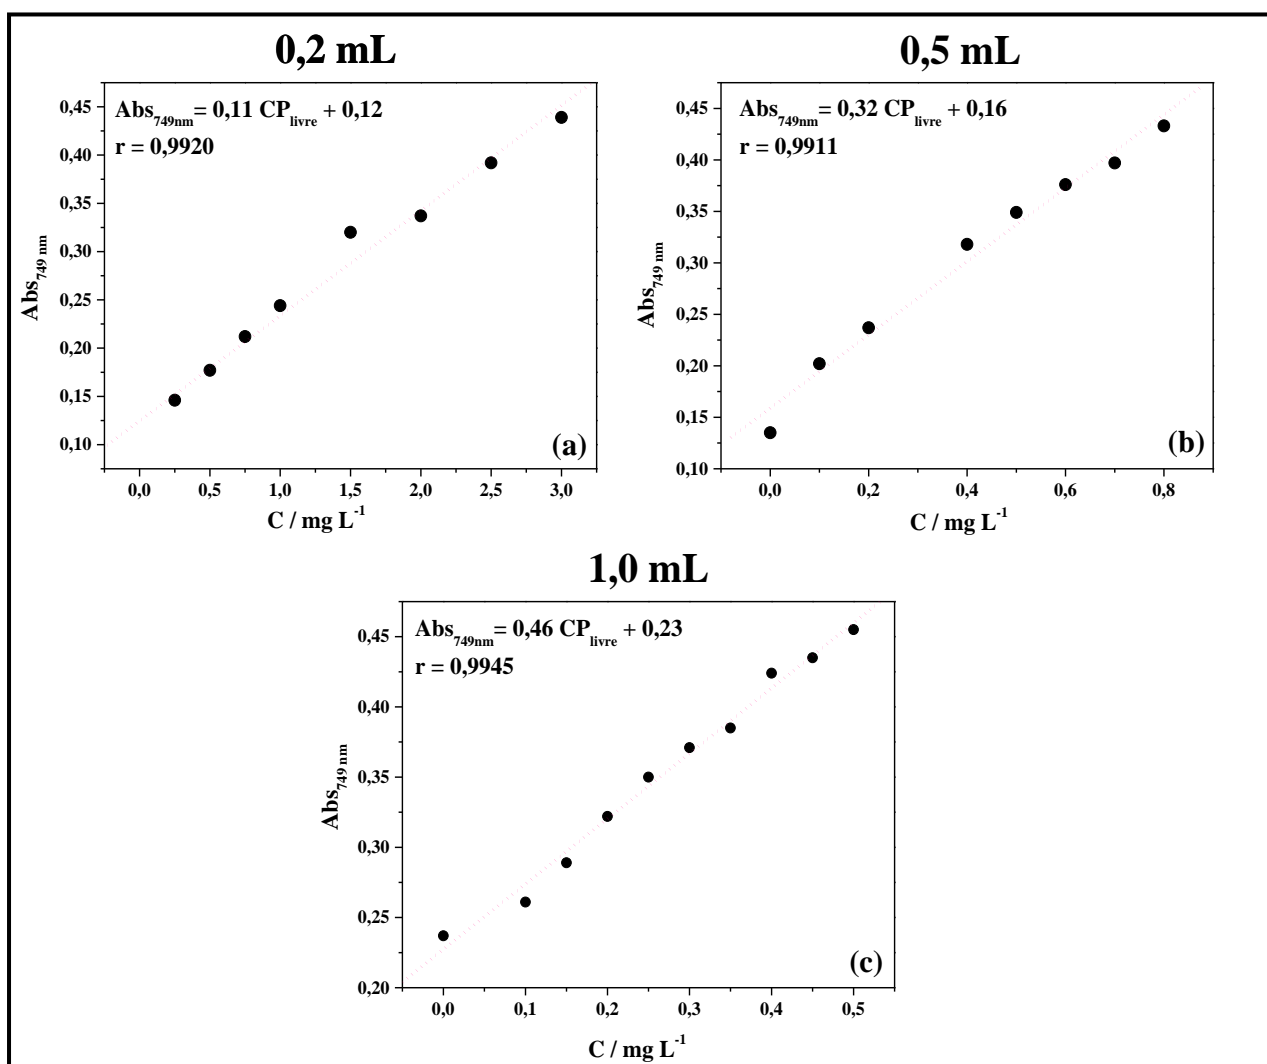 0,2 mL
Abs749nm= 0,11 CPlivre + 0,12
r = 0,9920
0,45
0,40
0,35
0,30
0,25
0,20
0,15
0,10
Abs749 nm
(a)
0,0 0,5 1,0 1,5 2,0 2,5 3,0
C / mg L-1
0,5 mL
Abs749nm= 0,32 CPlivre + 0,16
r = 0,9911
0,45
0,40
0,35
0,30
0,25
0,20
0,15
0,10
Abs749 nm
(b)
0,0 0,2 0,4 0,6 0,8
C / mg L-1
1,0 mL
Abs749nm= 0,46 CPlivre + 0,23
r = 0,9945
0,45
0,40
0,35
0,30
0,25
0,20
Abs749 nm
(c)
0,0 0,1 0,2 0,3 0,4 0,5
C / mg L-1